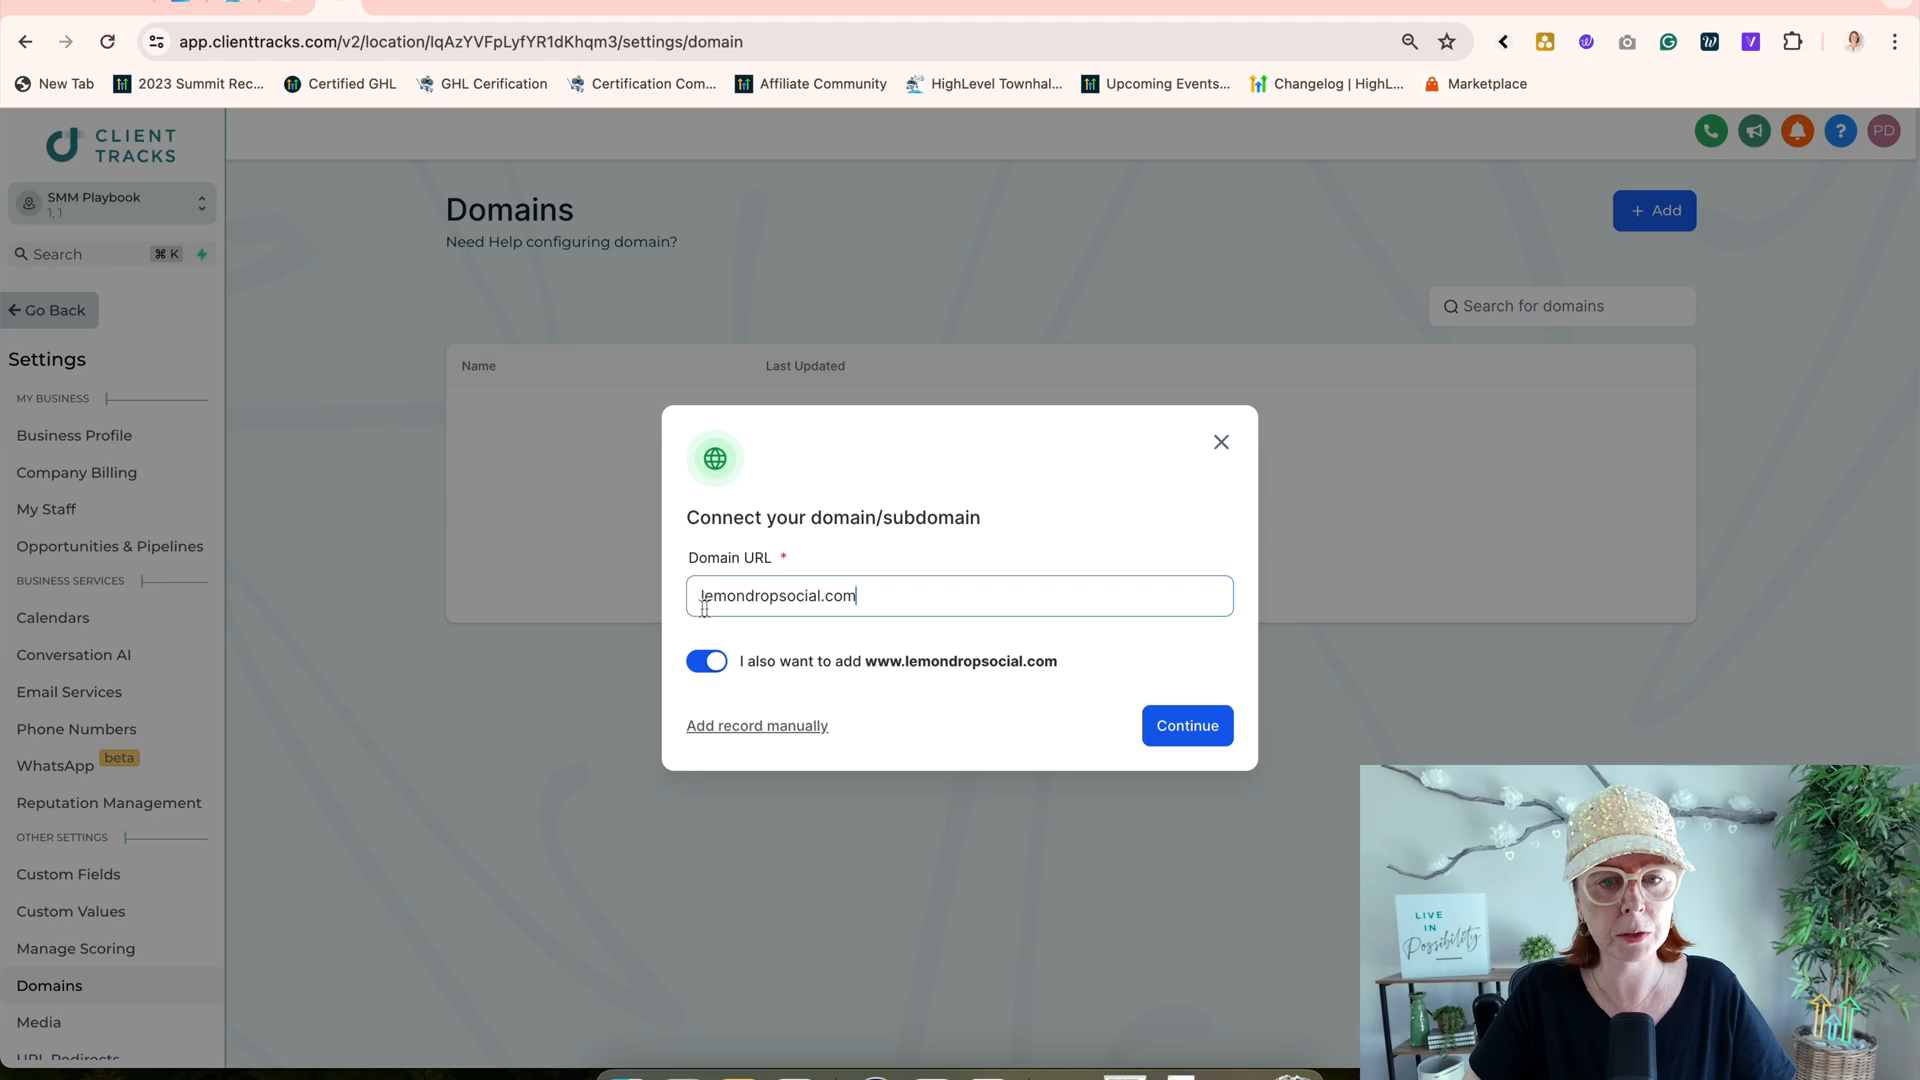 app.clienttracks.com/v2/location/IqAzYVFpLyfYR1dKhqm3/settings/domain
New Tab
2023 Summit Rec...
Certified GHL
GHL Cerification
Certification Com...
Affiliate Community
HighLevel Townhal...
Upcoming Events...
Changelog | HighL...
Marketplace
CLIENT
TRACKS
PD
SMM Playbook
1, 1
Search
⌘ K
Go Back
Settings
MY BUSINESS
Business Profile
Company Billing
My Staff
Opportunities & Pipelines
BUSINESS SERVICES
Calendars
Conversation AI
Email Services
Phone Numbers
WhatsApp beta
Reputation Management
OTHER SETTINGS
Custom Fields
Custom Values
Manage Scoring
Domains
Media
URL Redirects
Domains
Need Help configuring domain?
+ Add
Search for domains
Name
Last Updated
Connect your domain/subdomain
Domain URL *
lemondropsocial.com
I also want to add www.lemondropsocial.com
Add record manually
Continue
LIVE
IN
Possibility